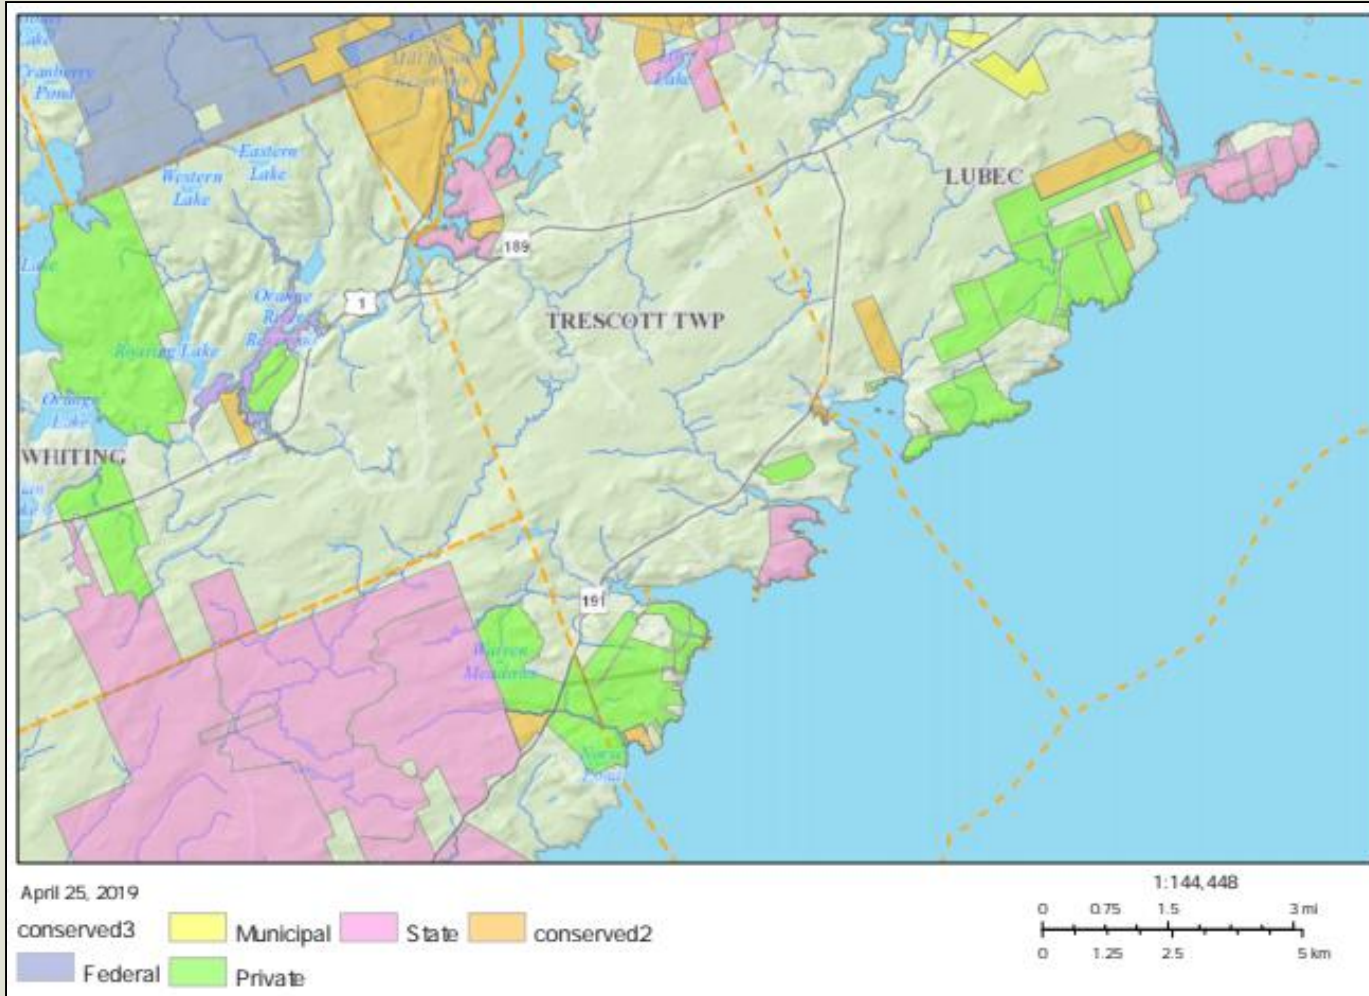 Cranberry
Pond
Lake
Eastern
Lake
Western
Lake
LUBEC
189
1
Orange
River
TRESCOTT TWP
Roaring Lake
Orange
Lake
WHITING
191
Warren
Meadows
Pond
April 25, 2019
conserved3
Municipal
State
conserved2
Federal
Private
1:144,448
0 0.75 1.5 3 mi
0 1.25 2.5 5 km